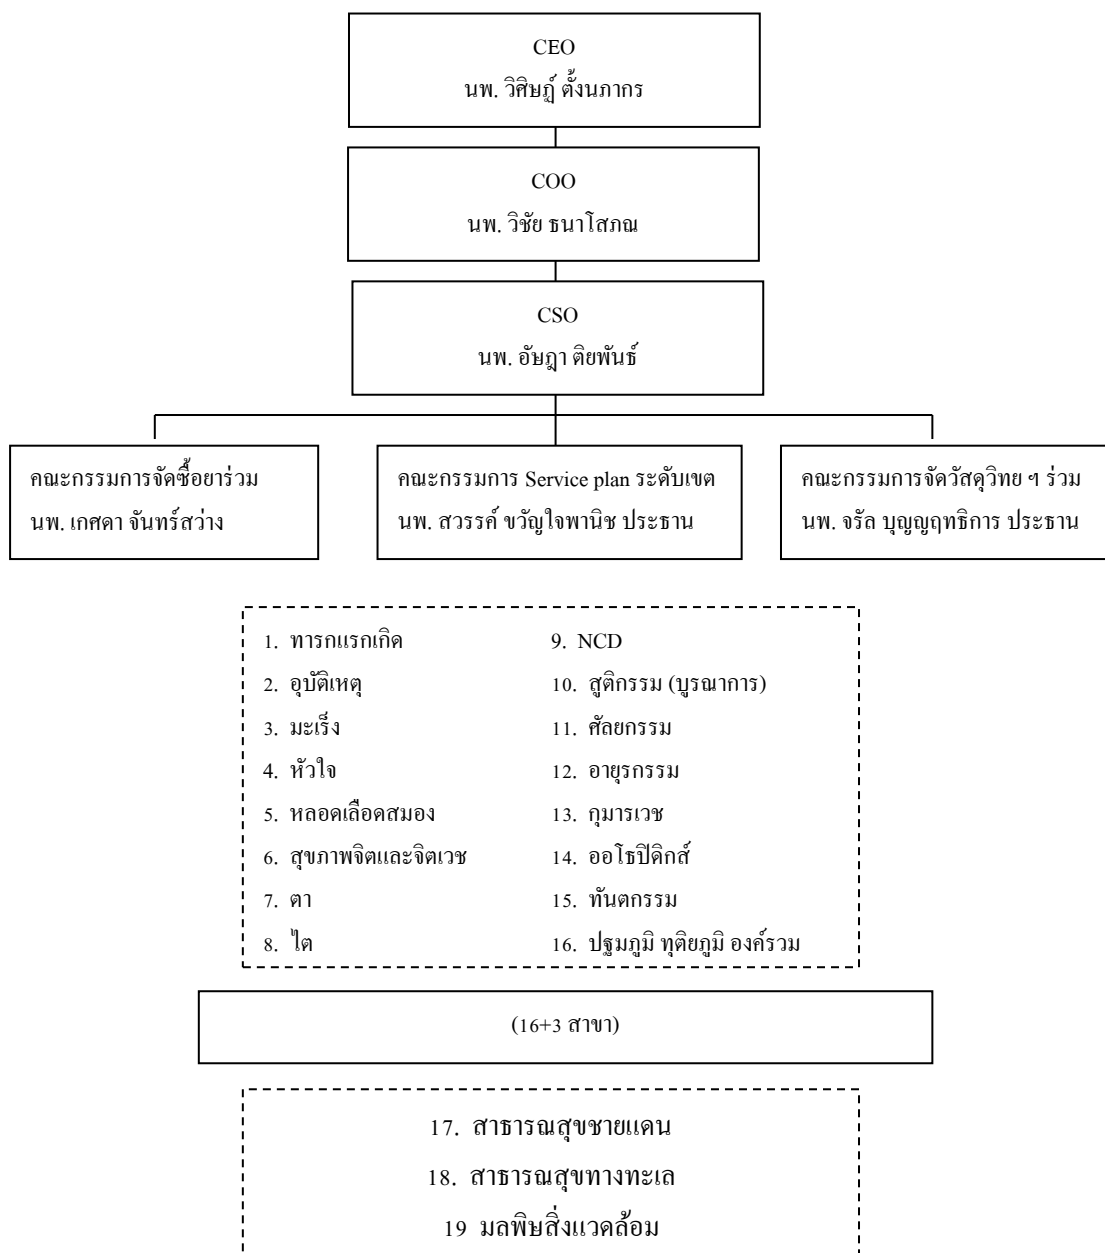 CEO
นพ. วิศิษฏ์ ตั้งนภากร
COO
นพ. วิชัย ธนาโสภณ
CSO
นพ. อัษฎา ติยพันธ์
คณะกรรมการจัดซื้อยาร่วม
นพ. เกศดา จันทร์สว่าง
คณะกรรมการ Service plan ระดับเขต
นพ. สวรรค์ ขวัญใจพานิช ประธาน
คณะกรรมการจัดวัสดุวิทย ฯ ร่วม
นพ. จรัล บุญญฤทธิการ ประธาน
1. ทารกแรกเกิด
2. อุบัติเหตุ
3. มะเร็ง
4. หัวใจ
5. หลอดเลือดสมอง
6. สุขภาพจิตและจิตเวช
7. ตา
8. ไต
9. NCD
10. สูติกรรม (บูรณาการ)
11. ศัลยกรรม
12. อายุรกรรม
13. กุมารเวช
14. ออโธปิดิกส์
15. ทันตกรรม
16. ปฐมภูมิ ทุติยภูมิ องค์รวม
(16+3 สาขา)
17. สาธารณสุขชายแดน
18. สาธารณสุขทางทะเล
19 มลพิษสิ่งแวดล้อม